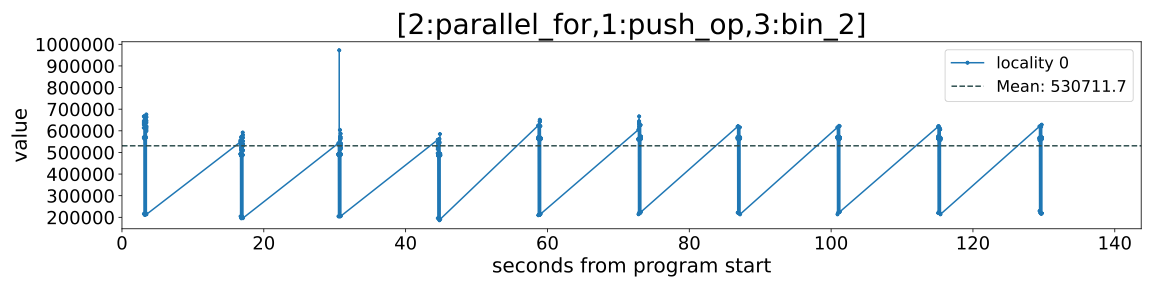 [2:parallel_for,1:push_op,3:bin_2]
1000000
900000
800000
700000
600000
500000
400000
300000
200000
value
locality 0
Mean: 530711.7
0 20 40 60 80 100 120 140
seconds from program start